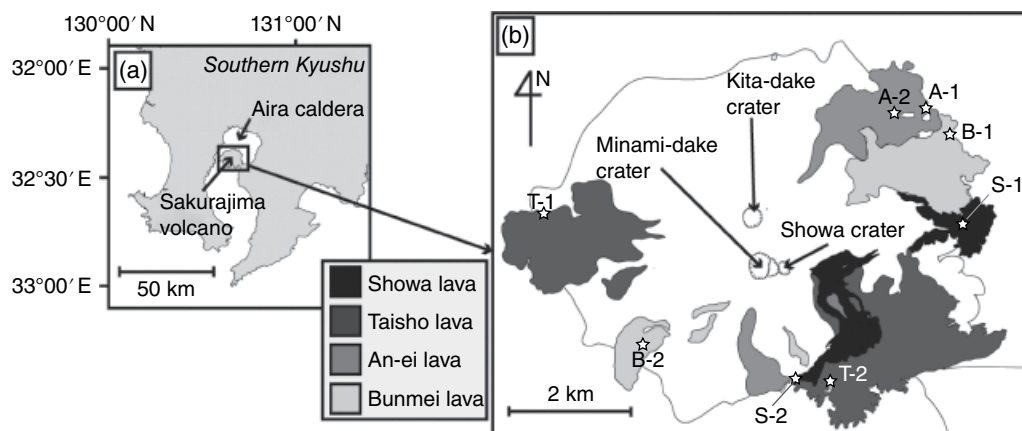 130°00′ N 131°00′ N
32°00′ E
32°30′ E
33°00′ E
(a)
Southern Kyushu
Aira caldera
Sakurajima
volcano
50 km
Showa lava
Taisho lava
An-ei lava
Bunmei lava
(b)
N
Kita-dake
crater
Minami-dake
crater
Showa crater
A-2
A-1
B-1
S-1
T-1
B-2
S-2
T-2
2 km